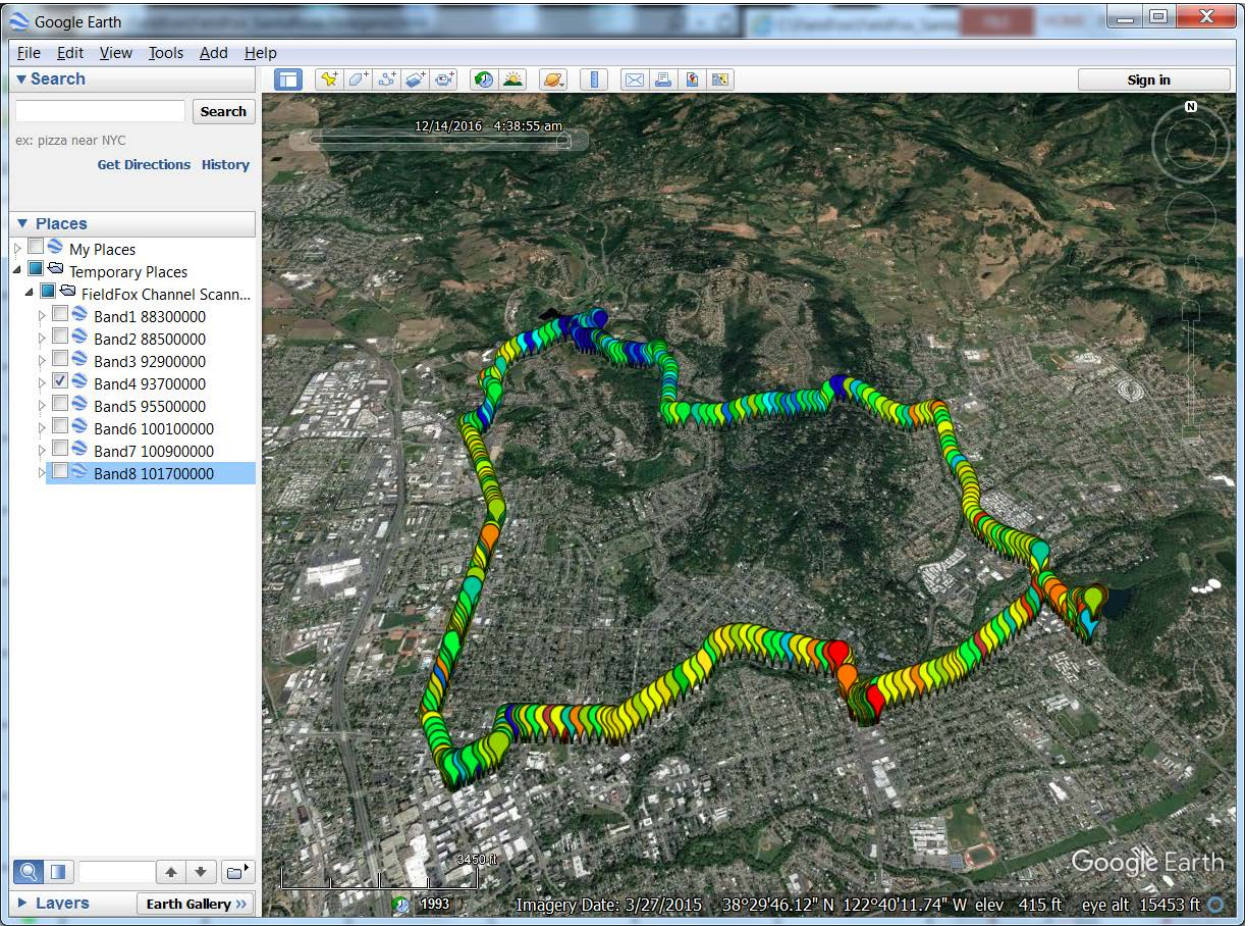 Google Earth
File Edit View Tools Add Help
Search
Sign in
Search
ex: pizza near NYC
Get Directions History
Places
My Places
Temporary Places
FieldFox Channel Scann...
Band1 88300000
Band2 88500000
Band3 92900000
Band4 93700000
Band5 95500000
Band6 100100000
Band7 100900000
Band8 101700000
Layers
Earth Gallery »
12/14/2016 4:38:55 am
N
3450 ft
Google Earth
1993
Imagery Date: 3/27/2015 38°29'46.12" N 122°40'11.74" W elev 415 ft eye alt 15453 ft